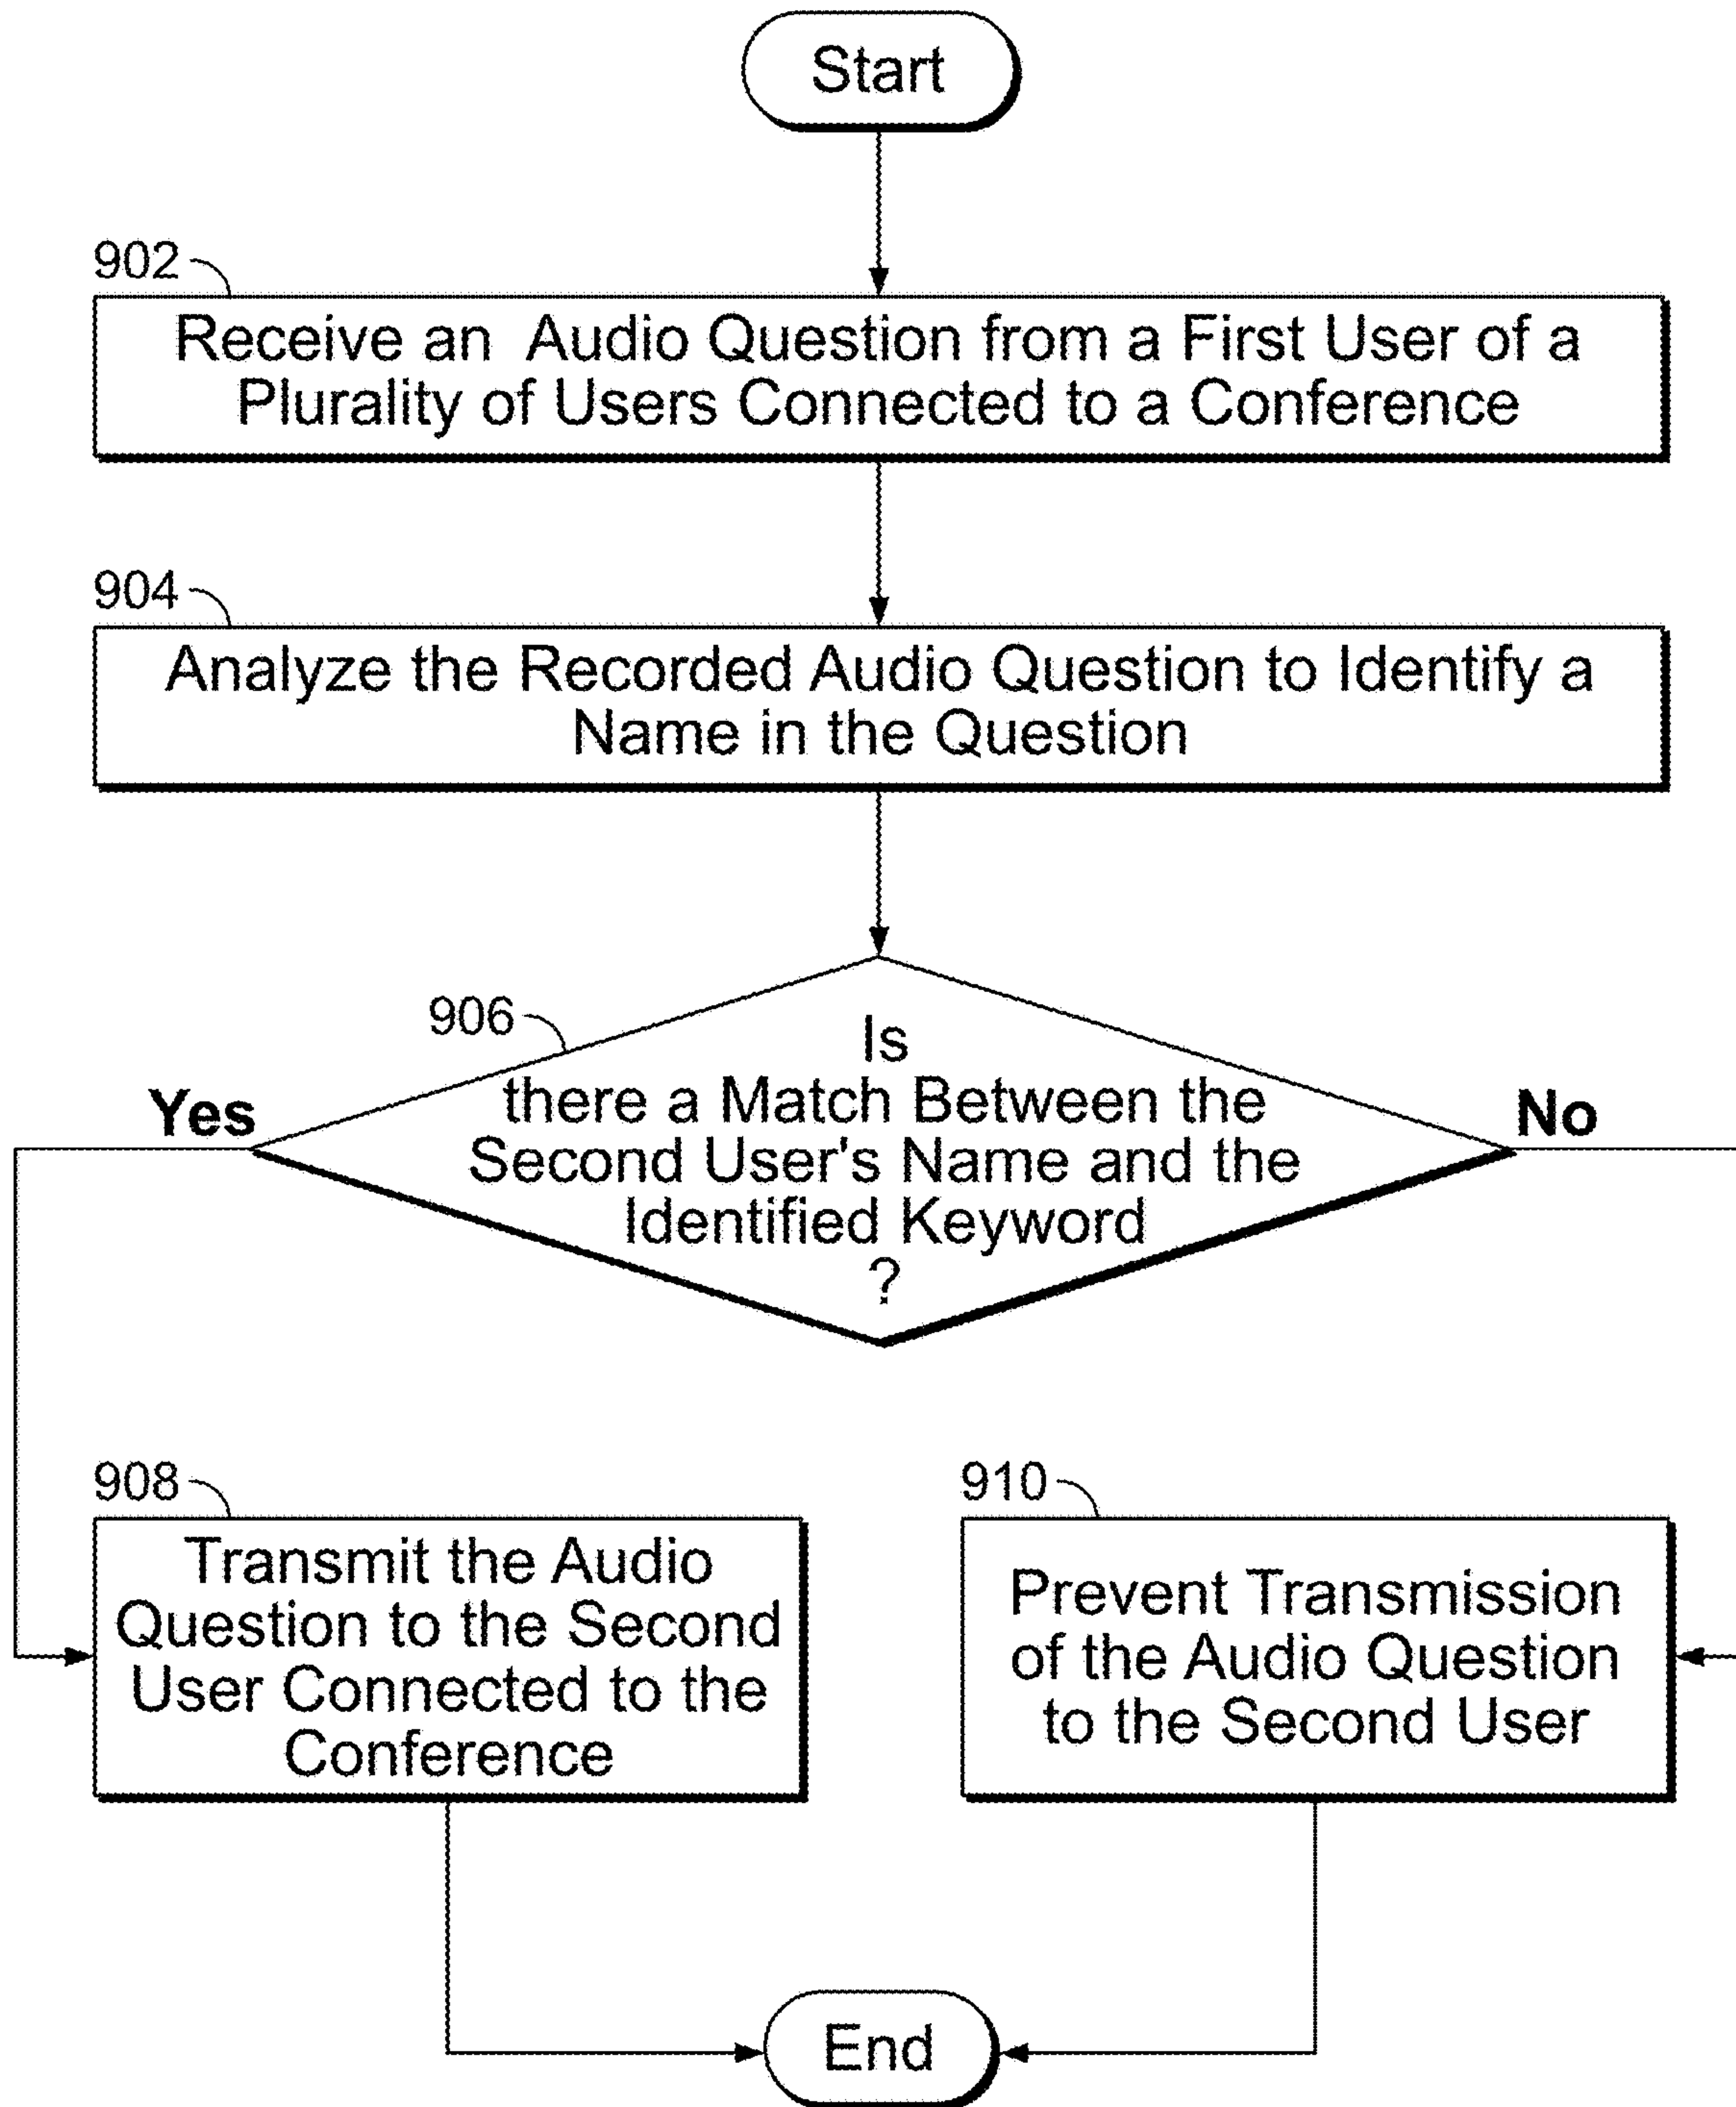 Start
902
Receive an Audio Question from a First User of a
Plurality of Users Connected to a Conference
904
Analyze the Recorded Audio Question to Identify a
Name in the Question
906
Is
there a Match Between the
Second User's Name and the
Identified Keyword
?
Yes
No
908
Transmit the Audio
Question to the Second
User Connected to the
Conference
910
Prevent Transmission
of the Audio Question
to the Second User
End